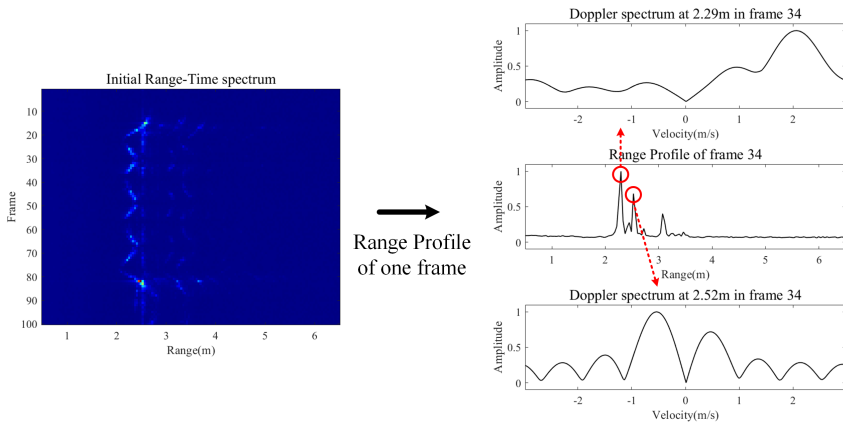 Initial Range-Time spectrum
Frame
10
20
30
40
50
60
70
80
90
100
1 2 3 4 5 6
Range(m)
Range Profile
of one frame
Doppler spectrum at 2.29m in frame 34
Amplitude
1
0.5
0
-2 -1 0 1 2
Velocity(m/s)
Range Profile of frame 34
Amplitude
1
0.5
0
1 2 3 4 5 6
Range(m)
Doppler spectrum at 2.52m in frame 34
Amplitude
1
0.5
0
-2 -1 0 1 2
Velocity(m/s)